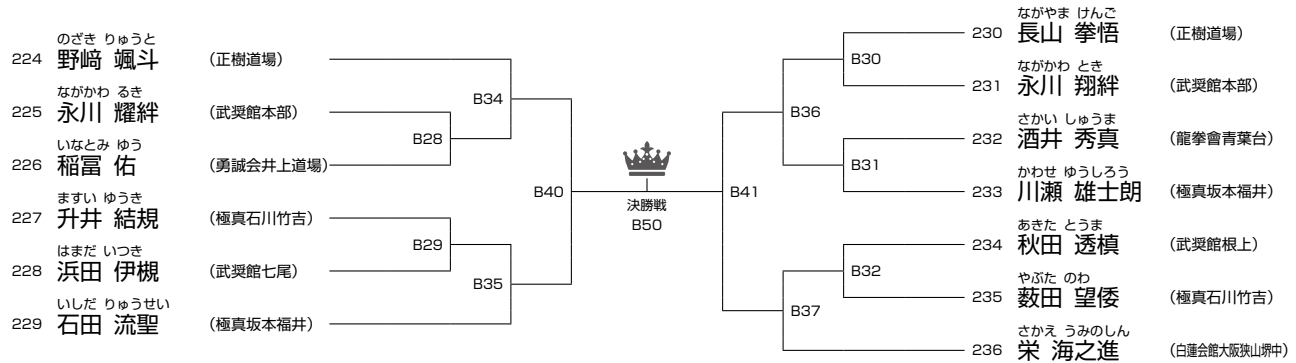 のざき りゅうと
224 野﨑 颯斗 (正樹道場)
ながかわ るき
225 永川 耀絆 (武奨館本部)
いなとみ ゆう
226 稲冨 佑 (勇誠会井上道場)
ますい ゆうき
227 升井 結規 (極真石川竹吉)
はまだ いつき
228 浜田 伊槻 (武奨館七尾)
いしだ りゅうせい
229 石田 流聖 (極真坂本福井)
B34
B28
B29
B35
B40
決勝戦
B50
B41
B36
B37
B30
B31
B32
ながやま けんご
230 長山 拳悟 (正樹道場)
ながかわ とき
231 永川 翔絆 (武奨館本部)
さかい しゅうま
232 酒井 秀真 (龍拳會青葉台)
かわせ ゆうしろう
233 川瀬 雄士朗 (極真坂本福井)
あきた とうま
234 秋田 透槙 (武奨館根上)
やぶた のわ
235 薮田 望倭 (極真石川竹吉)
さかえ うみのしん
236 栄 海之進 (白蓮会館大阪狭山堺中)